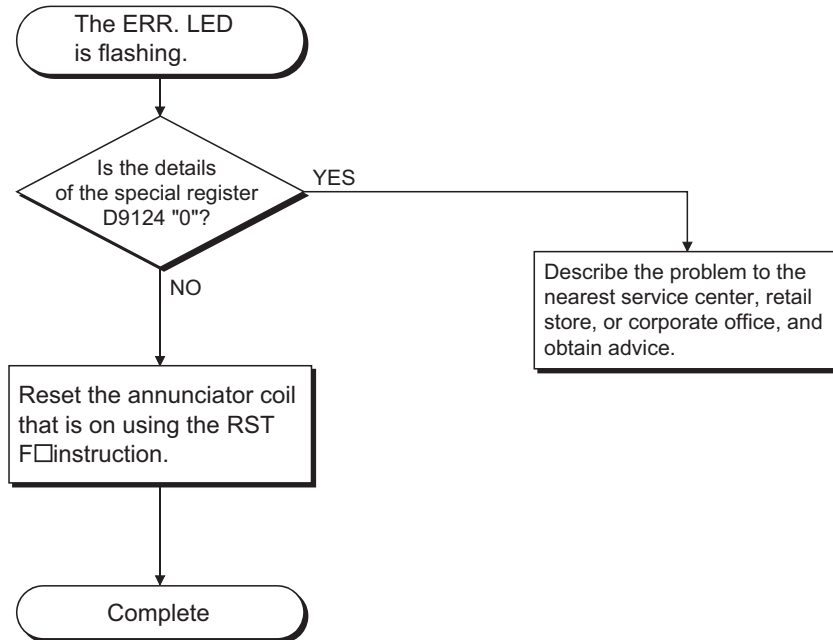 The ERR. LED
is flashing.
Is the details
of the special register
D9124 "0"?
YES
NO
Describe the problem to the
nearest service center, retail
store, or corporate office, and
obtain advice.
Reset the annunciator coil
that is on using the RST
F□instruction.
Complete